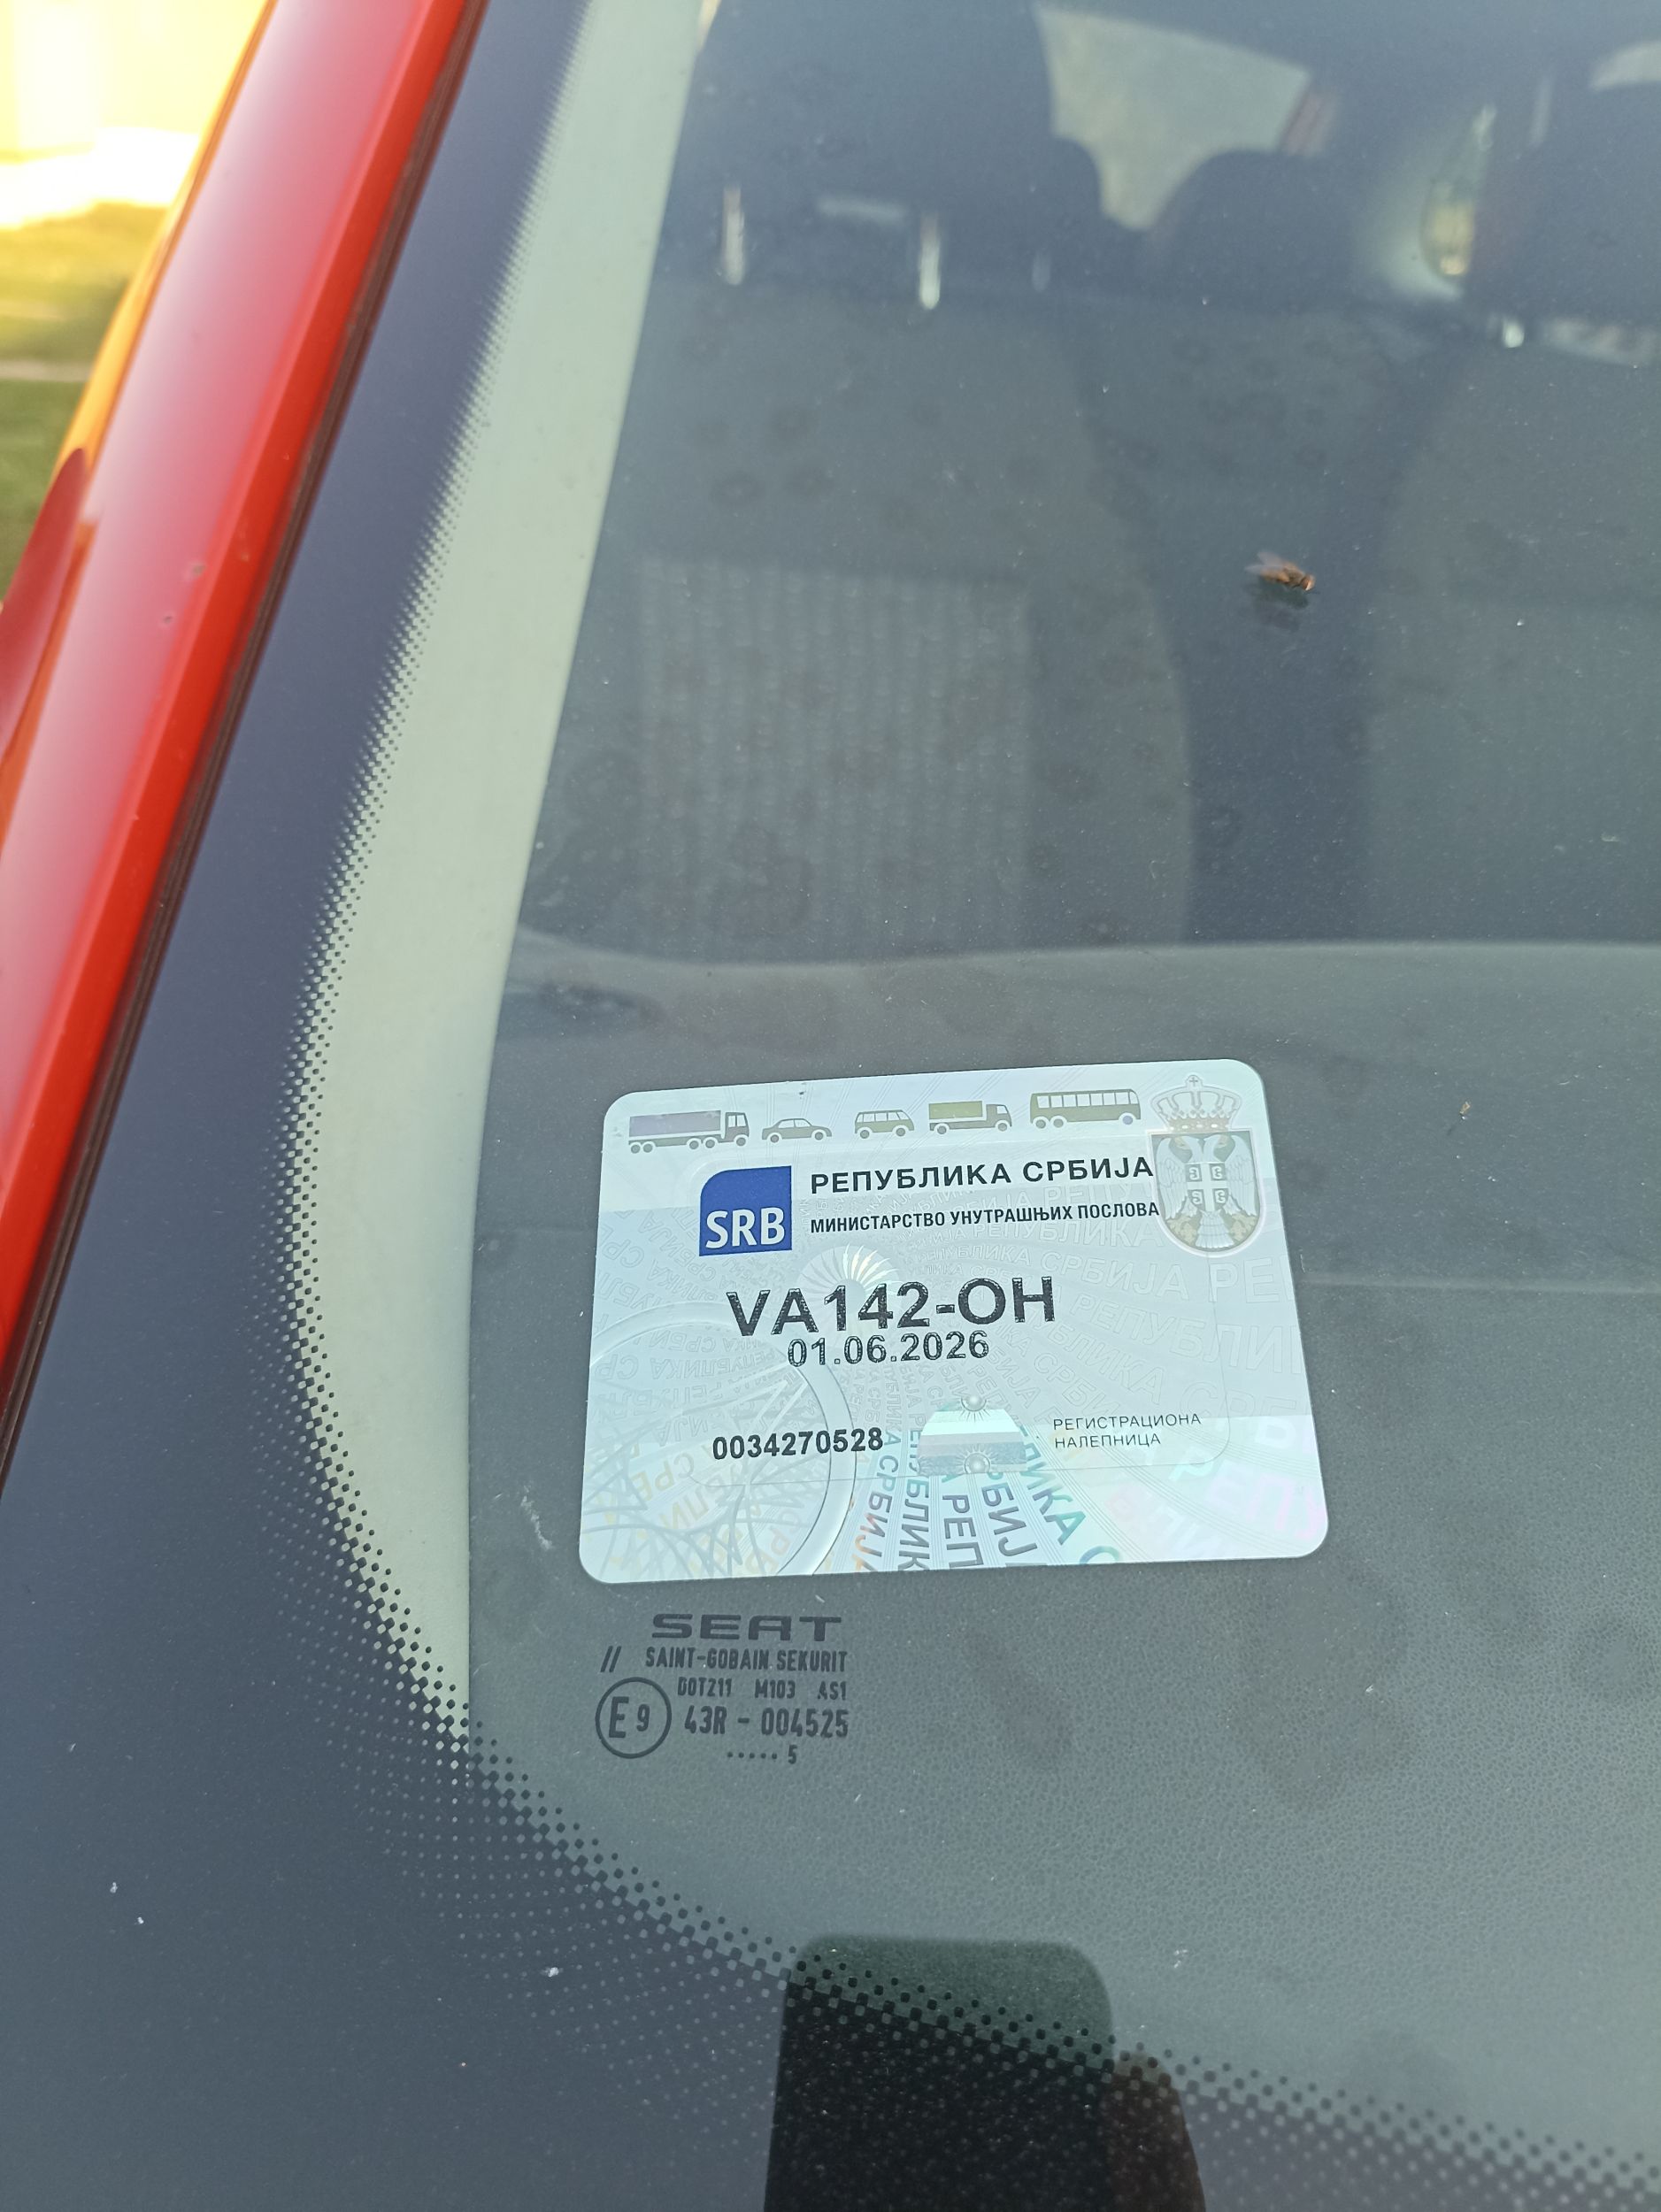 РЕПУБЛИКА СРБИЈА
SRB
МИНИСТАРСТВО УНУТРАШЊИХ ПОСЛОВА
VA142-OH
01.06.2026
0034270528
РЕГИСТРАЦИОНА
НАЛЕПНИЦА
SEAT
// SAINT-GOBAIN SEKURIT
DOT211 M103 AS1
E9 43R - 004525
..... 5